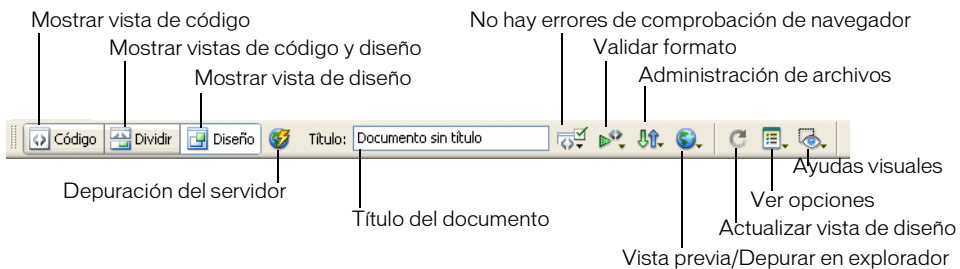 Mostrar vista de código
No hay errores de comprobación de navegador
Mostrar vistas de código y diseño
Validar formato
Mostrar vista de diseño
Administración de archivos
Código Dividir Diseño Título: Documento sin título
Ayudas visuales
Depuración del servidor
Ver opciones
Título del documento
Actualizar vista de diseño
Vista previa/Depurar en explorador